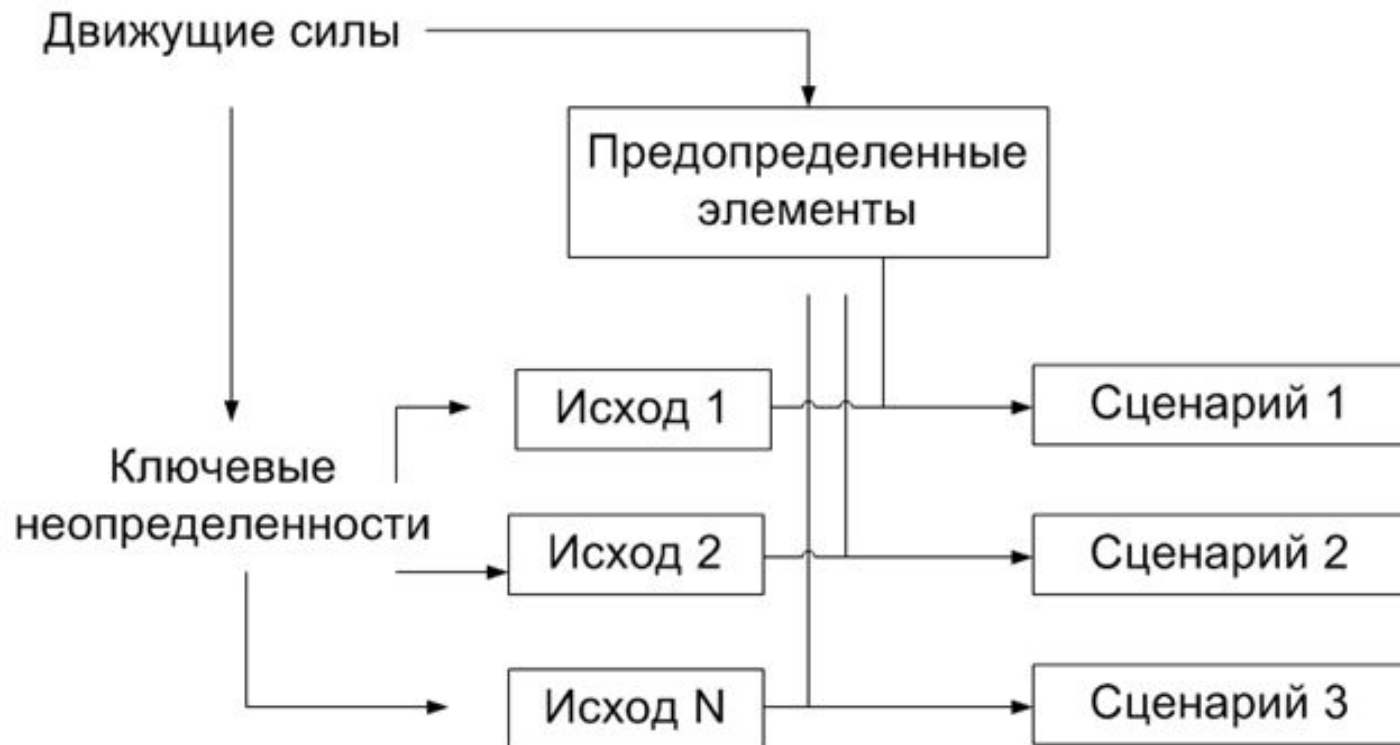 Движущие силы
Предопределенные
элементы
Исход 1
Сценарий 1
Ключевые
неопределенности
Исход 2
Сценарий 2
Исход N
Сценарий 3